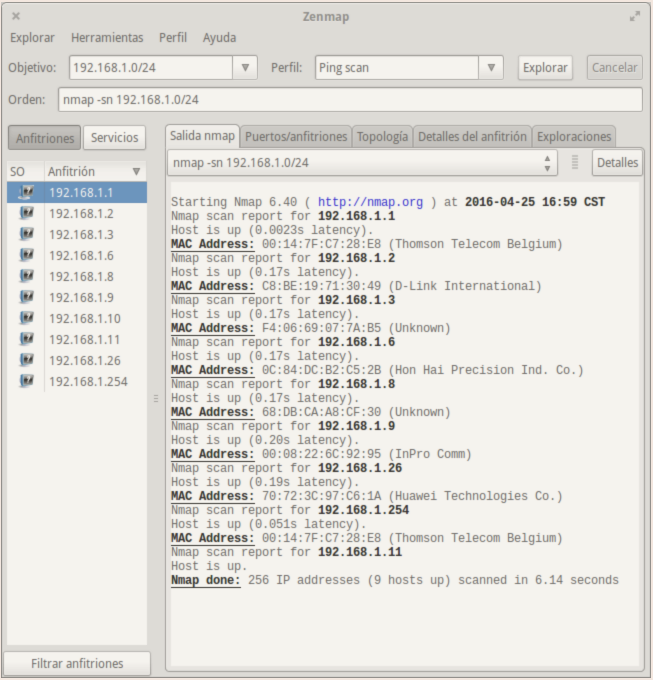 Zenmap
Explorar Herramientas Perfil Ayuda
Objetivo: 192.168.1.0/24 Perfil: Ping scan Explorar Cancelar
Orden: nmap -sn 192.168.1.0/24
Anfitriones Servicios
SO Anfitrión
192.168.1.1
192.168.1.2
192.168.1.3
192.168.1.6
192.168.1.8
192.168.1.9
192.168.1.10
192.168.1.11
192.168.1.26
192.168.1.254
Filtrar anfitriones
Salida nmap Puertos/anfitriones Topología Detalles del anfitrión Exploraciones
nmap -sn 192.168.1.0/24 Detalles
Starting Nmap 6.40 ( http://nmap.org ) at 2016-04-25 16:59 CST
Nmap scan report for 192.168.1.1
Host is up (0.0023s latency).
MAC Address: 00:14:7F:C7:28:E8 (Thomson Telecom Belgium)
Nmap scan report for 192.168.1.2
Host is up (0.17s latency).
MAC Address: C8:BE:19:71:30:49 (D-Link International)
Nmap scan report for 192.168.1.3
Host is up (0.17s latency).
MAC Address: F4:06:69:07:7A:B5 (Unknown)
Nmap scan report for 192.168.1.6
Host is up (0.17s latency).
MAC Address: 0C:84:DC:B2:C5:2B (Hon Hai Precision Ind. Co.)
Nmap scan report for 192.168.1.8
Host is up (0.17s latency).
MAC Address: 68:DB:CA:A8:CF:30 (Unknown)
Nmap scan report for 192.168.1.9
Host is up (0.20s latency).
MAC Address: 00:08:22:6C:92:95 (InPro Comm)
Nmap scan report for 192.168.1.26
Host is up (0.19s latency).
MAC Address: 70:72:3C:97:C6:1A (Huawei Technologies Co.)
Nmap scan report for 192.168.1.254
Host is up (0.051s latency).
MAC Address: 00:14:7F:C7:28:E8 (Thomson Telecom Belgium)
Nmap scan report for 192.168.1.11
Host is up.
Nmap done: 256 IP addresses (9 hosts up) scanned in 6.14 seconds